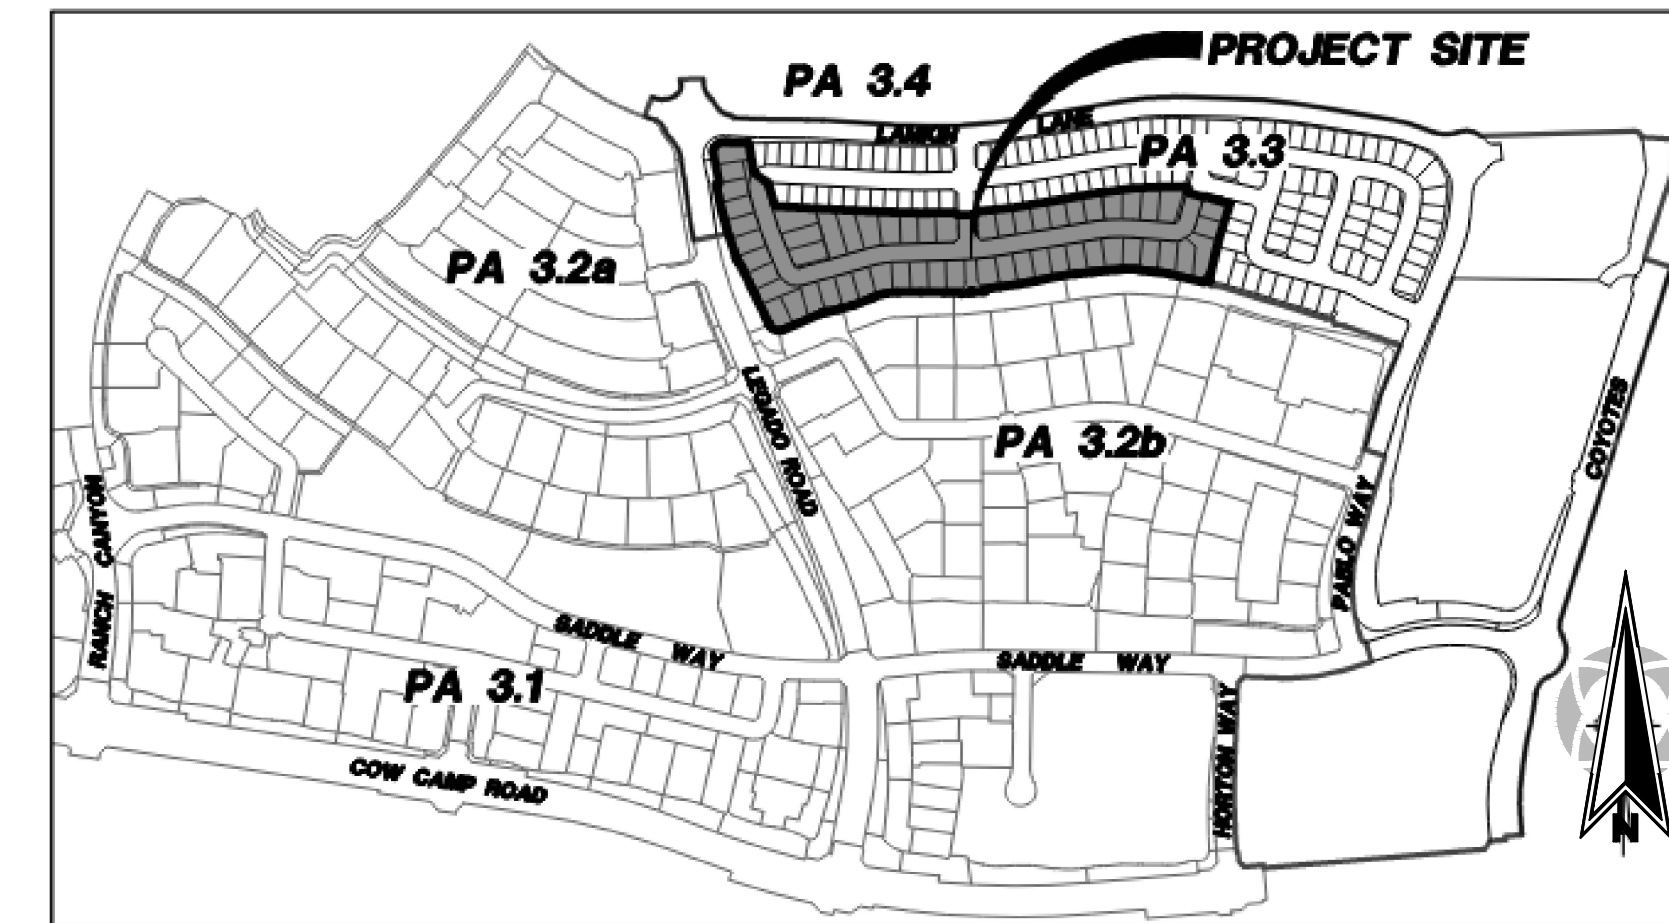 PROJECT SITE
PA 3.4
LAMKIN LANE
PA 3.3
PA 3.2a
LEGADO ROAD
PA 3.2b
COYOTES
PABLO WAY
RANCH CANYON
SADDLE WAY
SADDLE WAY
PA 3.1
HORTON WAY
COW CAMP ROAD
N